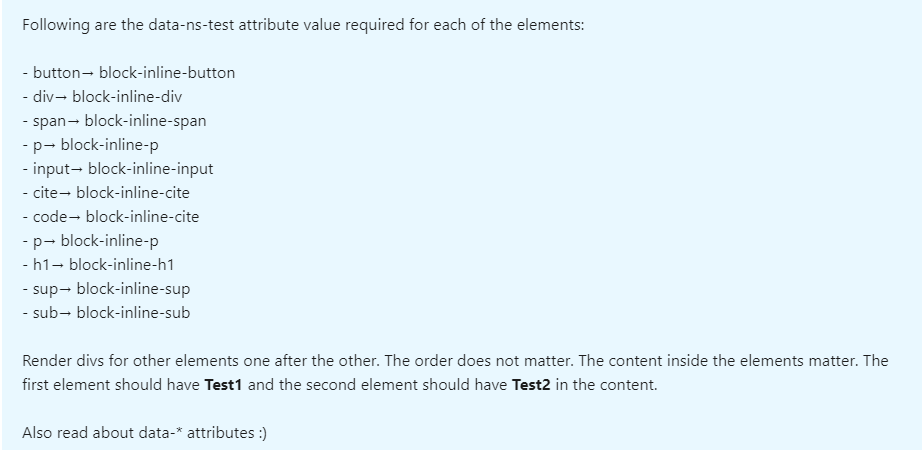 Following are the data-ns-test attribute value required for each of the elements:
- button→ block-inline-button
- div→ block-inline-div
- span→ block-inline-span
- p→ block-inline-p
- input→ block-inline-input
- cite→ block-inline-cite
- code→ block-inline-cite
- p→ block-inline-p
- h1→ block-inline-h1
- sup→ block-inline-sup
- sub→ block-inline-sub
Render divs for other elements one after the other. The order does not matter. The content inside the elements matter. The
first element should have Test1 and the second element should have Test2 in the content.
Also read about data-* attributes :)